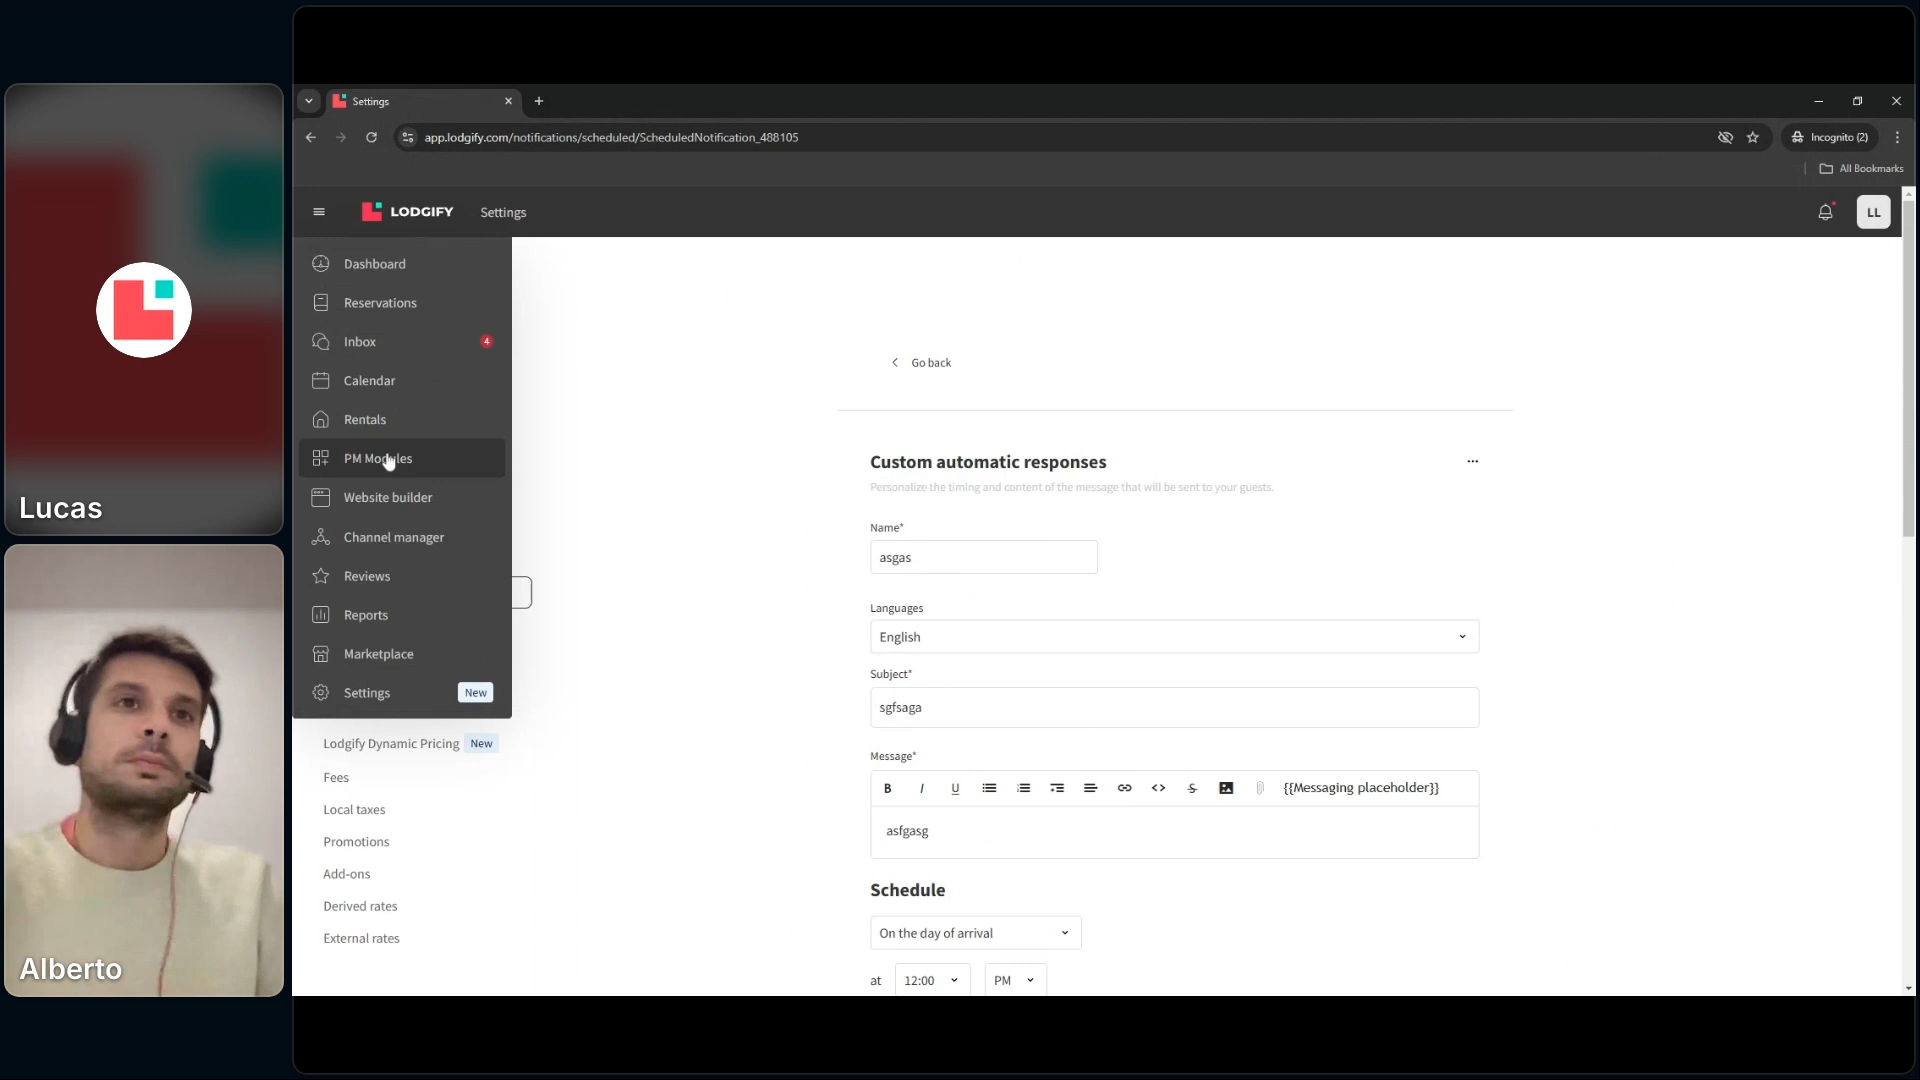 Lucas
Alberto
Settings
app.lodgify.com/notifications/scheduled/ScheduledNotification_488105
Incognito (2)
All Bookmarks
LODGIFY
Settings
LL
Dashboard
Reservations
Inbox
4
Calendar
Rentals
PM Modules
Website builder
Channel manager
Reviews
Reports
Marketplace
Settings
New
Lodgify Dynamic Pricing
New
Fees
Local taxes
Promotions
Add-ons
Derived rates
External rates
Go back
Custom automatic responses
Personalize the timing and content of the message that will be sent to your guests.
Name*
asgas
Languages
English
Subject*
sgfsaga
Message*
B I U S {{Messaging placeholder}}
asfgasg
Schedule
On the day of arrival
at 12:00 PM